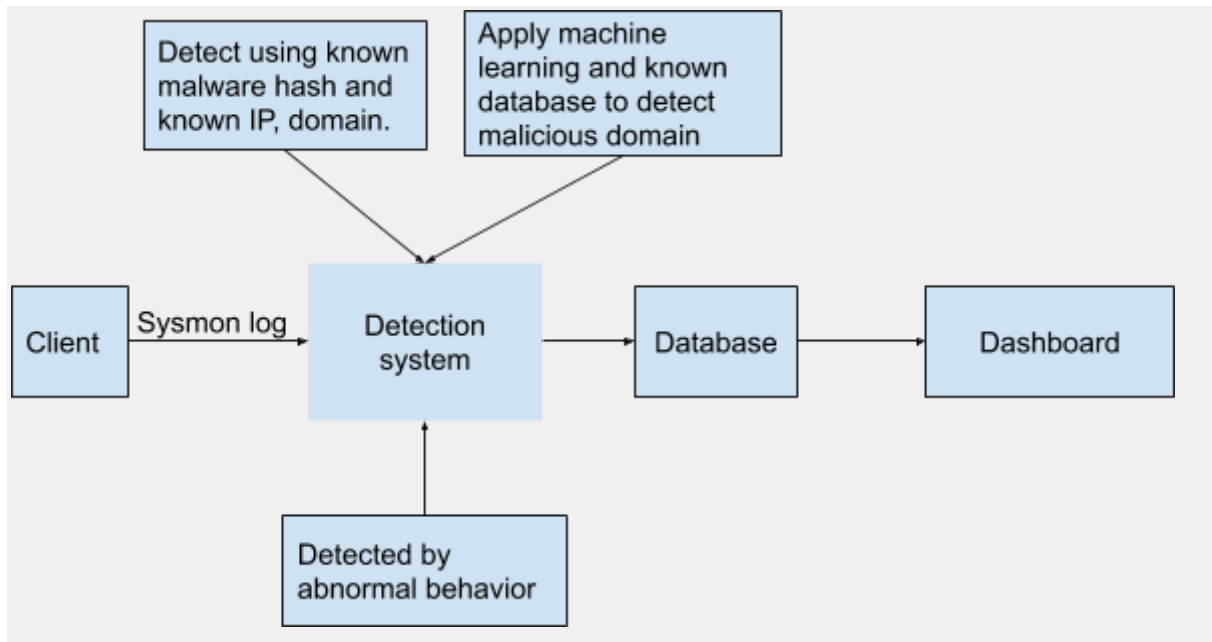 Detect using known
malware hash and
known IP, domain.
Apply machine
learning and known
database to detect
malicious domain
Client
Sysmon log
Detection
system
Database
Dashboard
Detected by
abnormal behavior